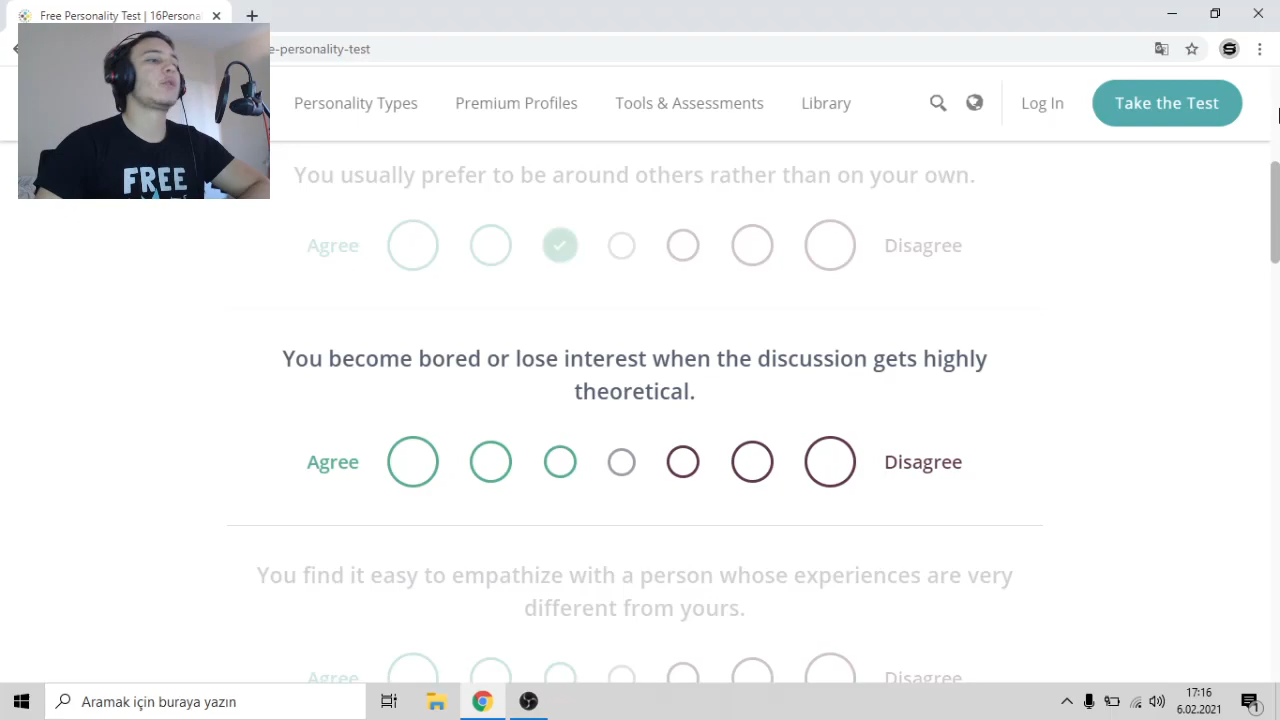 Free Personality Test | 16Persona
e-personality-test
Personality Types
Premium Profiles
Tools & Assessments
Library
Log In
Take the Test
FREE
You usually prefer to be around others rather than on your own.
Agree
Disagree
You become bored or lose interest when the discussion gets highly
theoretical.
Agree
Disagree
You find it easy to empathize with a person whose experiences are very
different from yours.
Agree
Disagree
Aramak için buraya yazın
17:16
6.02.2021
1